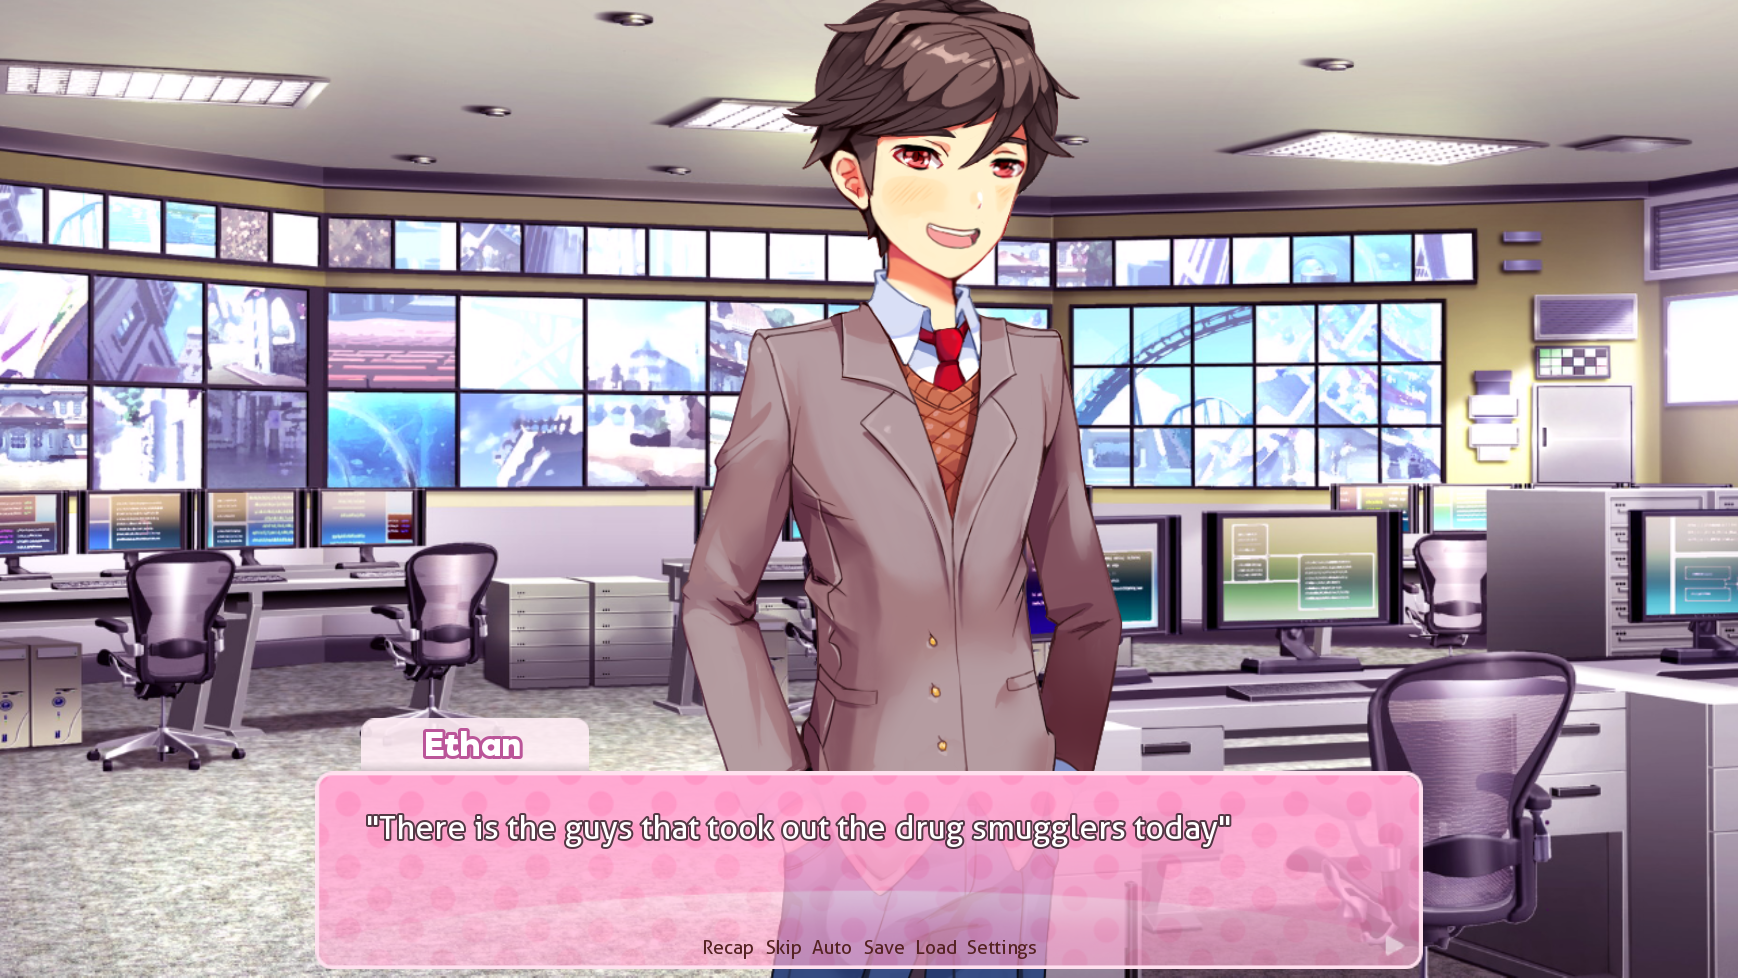 Ethan
"There is the guys that took out the drug smugglers today"
Recap Skip Auto Save Load Settings